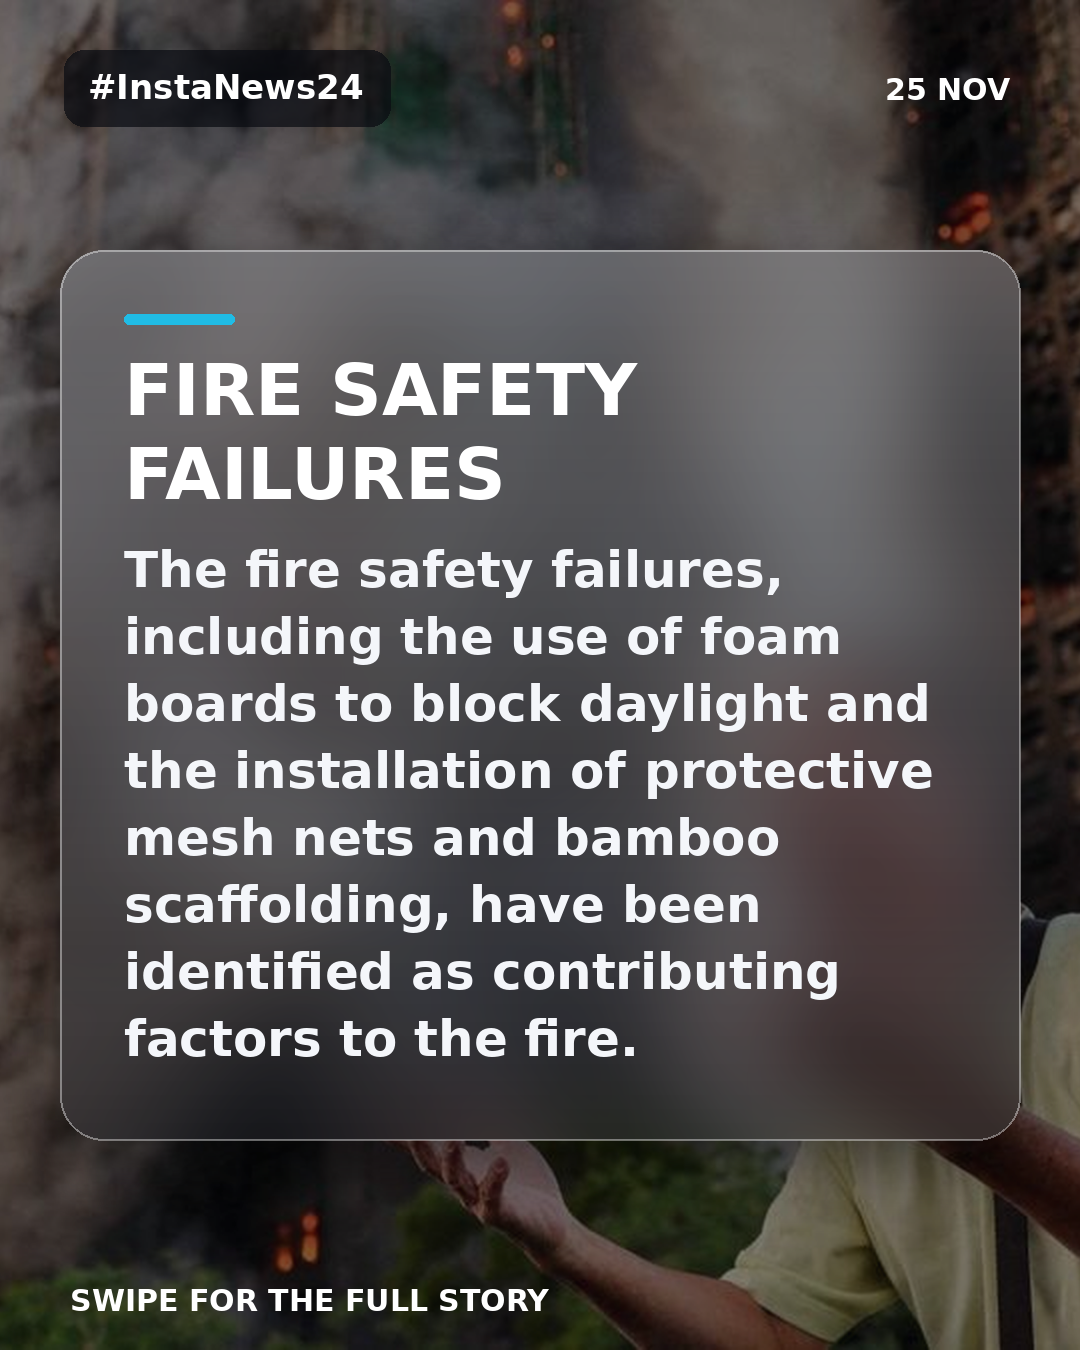 #InstaNews24
25 NOV
FIRE SAFETY
FAILURES
The fire safety failures,
including the use of foam
boards to block daylight and
the installation of protective
mesh nets and bamboo
scaffolding, have been
identified as contributing
factors to the fire.
SWIPE FOR THE FULL STORY